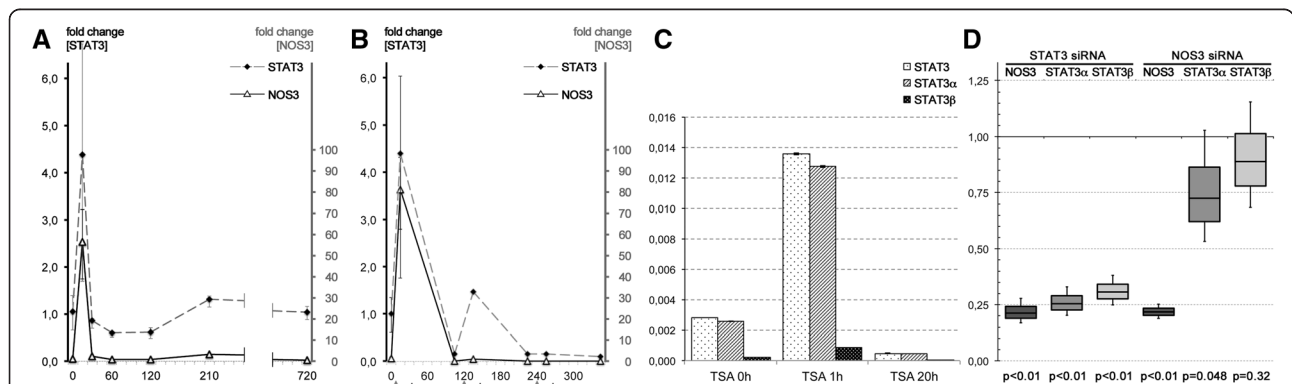 A
fold change
[STAT3]
fold change
[NOS3]
STAT3
NOS3
6,0
5,0
4,0
3,0
2,0
1,0
0,0
100
90
80
70
60
50
40
30
20
10
0
0 60 120 210 720
B
fold change
[STAT3]
fold change
[NOS3]
STAT3
NOS3
6,0
5,0
4,0
3,0
2,0
1,0
0,0
100
90
80
70
60
50
40
30
20
10
0
0 60 120 180 240 300
C
STAT3
STAT3α
STAT3β
0,016
0,014
0,012
0,010
0,008
0,006
0,004
0,002
0,000
TSA 0h TSA 1h TSA 20h
D
STAT3 siRNA NOS3 siRNA
NOS3 STAT3α STAT3β NOS3 STAT3α STAT3β
1,25
1,00
0,75
0,50
0,25
0,00
p<0.01 p<0.01 p<0.01 p<0.01 p=0.048 p=0.32